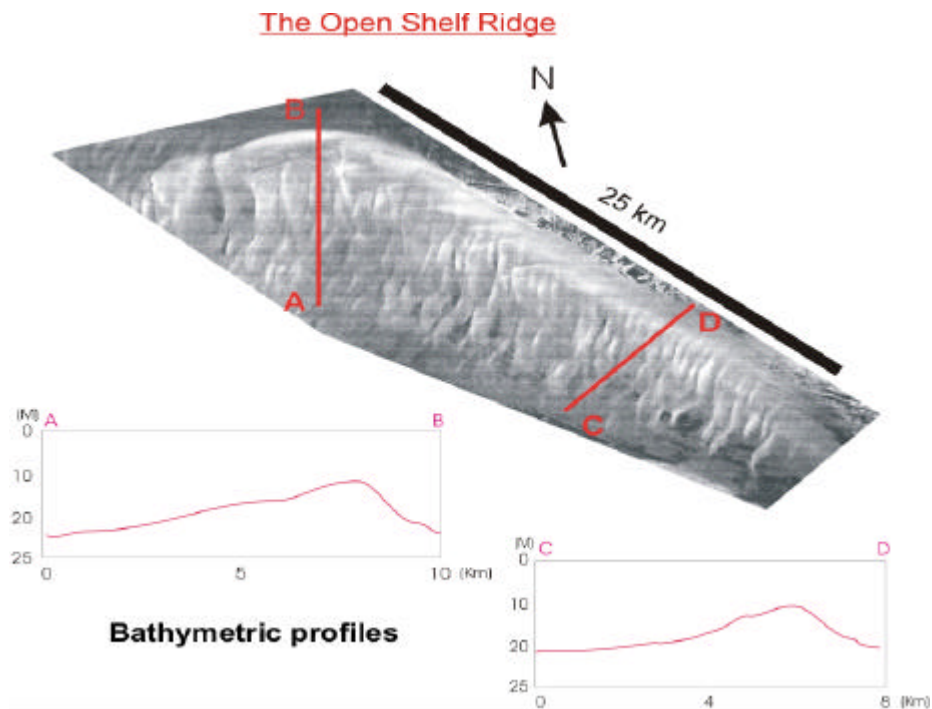 The Open Shelf Ridge
N
B
25 km
A
D
C
(M) A B
0
10
20
25
0 5 10 (Km)
(M) C D
0
10
20
25
0 4 8 (Km)
Bathymetric profiles